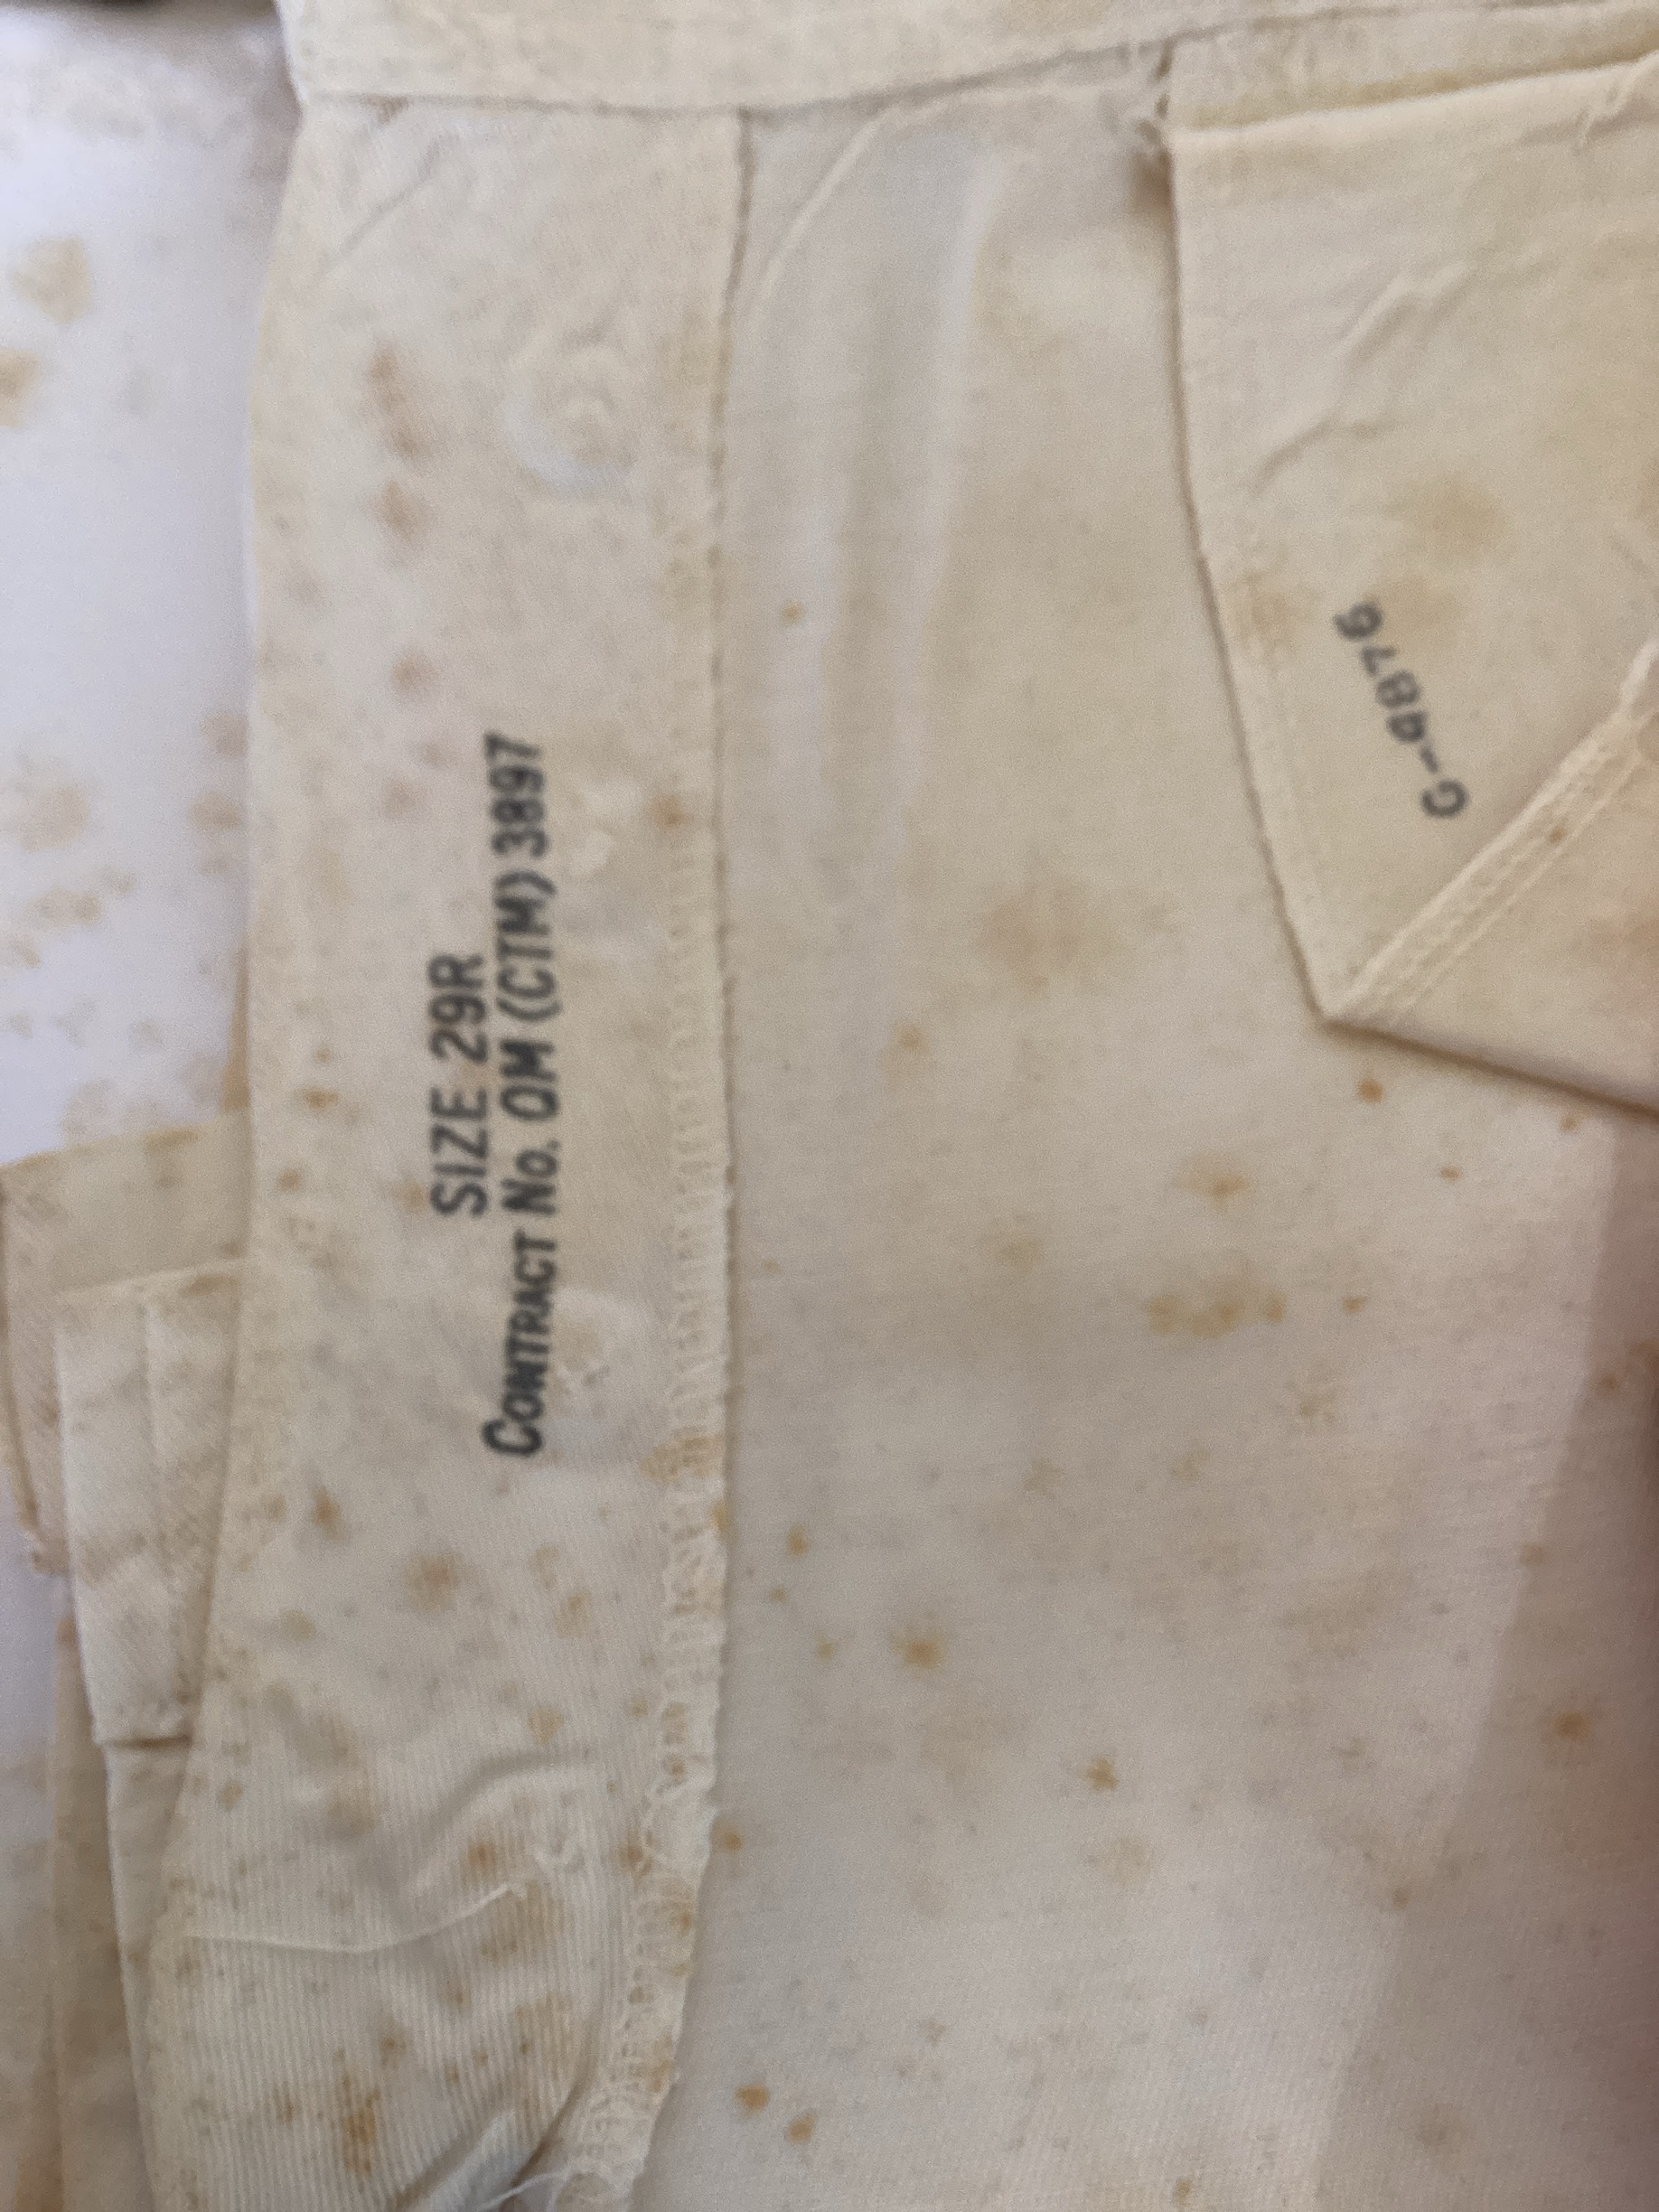 SIZE 29R
CONTRACT No. QM (CTM) 3897
G-4876